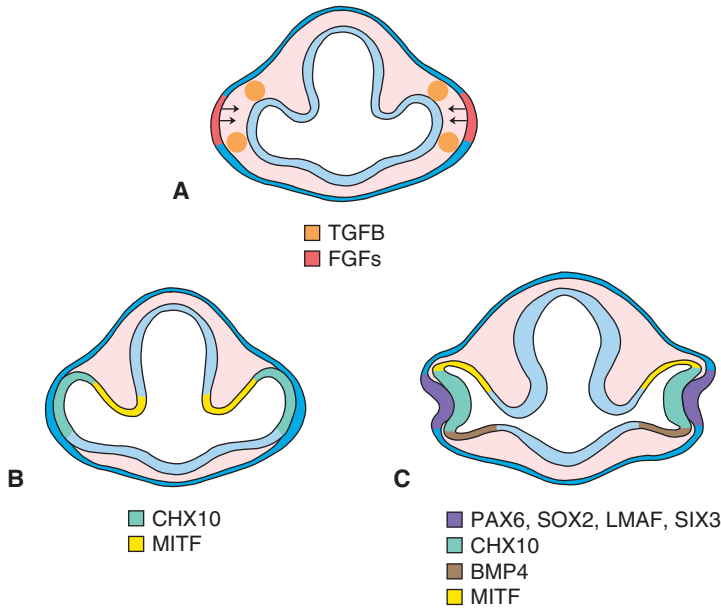 A
TGFB
FGFs
B
CHX10
MITF
C
PAX6, SOX2, LMAF, SIX3
CHX10
BMP4
MITF